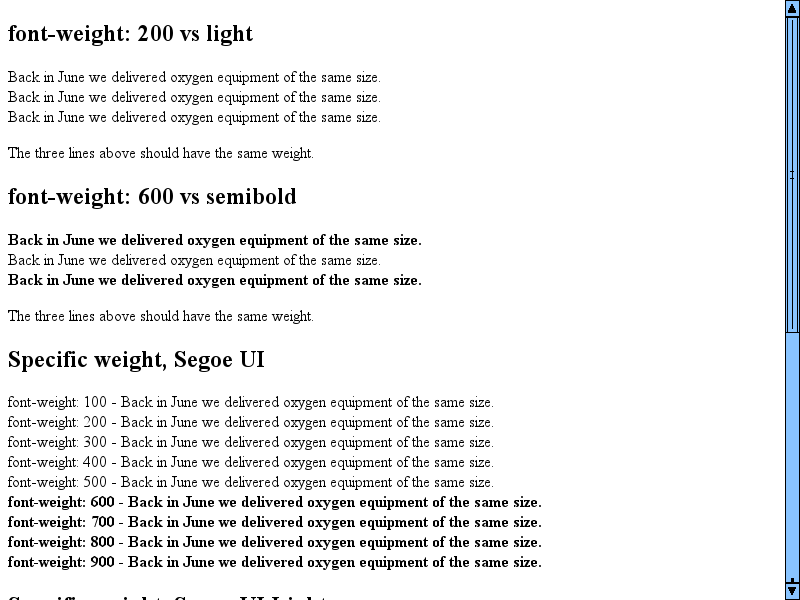 font-weight: 200 vs light
Back in June we delivered oxygen equipment of the same size.
Back in June we delivered oxygen equipment of the same size.
Back in June we delivered oxygen equipment of the same size.
The three lines above should have the same weight.
font-weight: 600 vs semibold
Back in June we delivered oxygen equipment of the same size.
Back in June we delivered oxygen equipment of the same size.
Back in June we delivered oxygen equipment of the same size.
The three lines above should have the same weight.
Specific weight, Segoe UI
font-weight: 100 - Back in June we delivered oxygen equipment of the same size.
font-weight: 200 - Back in June we delivered oxygen equipment of the same size.
font-weight: 300 - Back in June we delivered oxygen equipment of the same size.
font-weight: 400 - Back in June we delivered oxygen equipment of the same size.
font-weight: 500 - Back in June we delivered oxygen equipment of the same size.
font-weight: 600 - Back in June we delivered oxygen equipment of the same size.
font-weight: 700 - Back in June we delivered oxygen equipment of the same size.
font-weight: 800 - Back in June we delivered oxygen equipment of the same size.
font-weight: 900 - Back in June we delivered oxygen equipment of the same size.